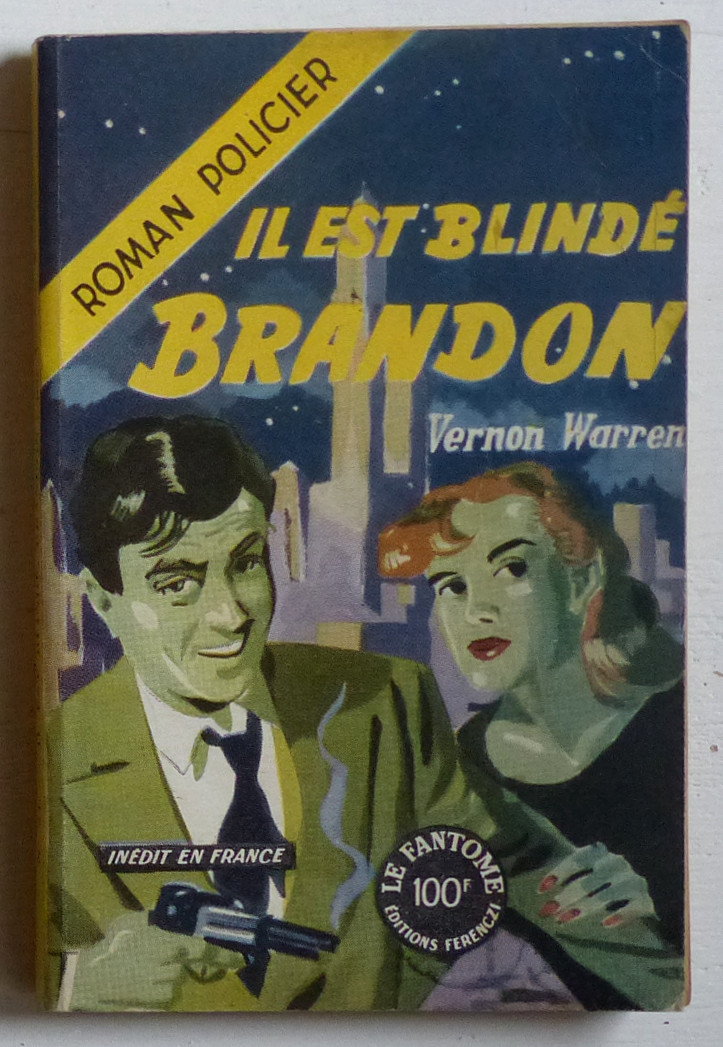 ROMAN POLICIER
IL EST BLINDÉ
BRANDON
Vernon Warren
INÉDIT EN FRANCE
LE FANTOME
100F
ÉDITIONS FERENCZI